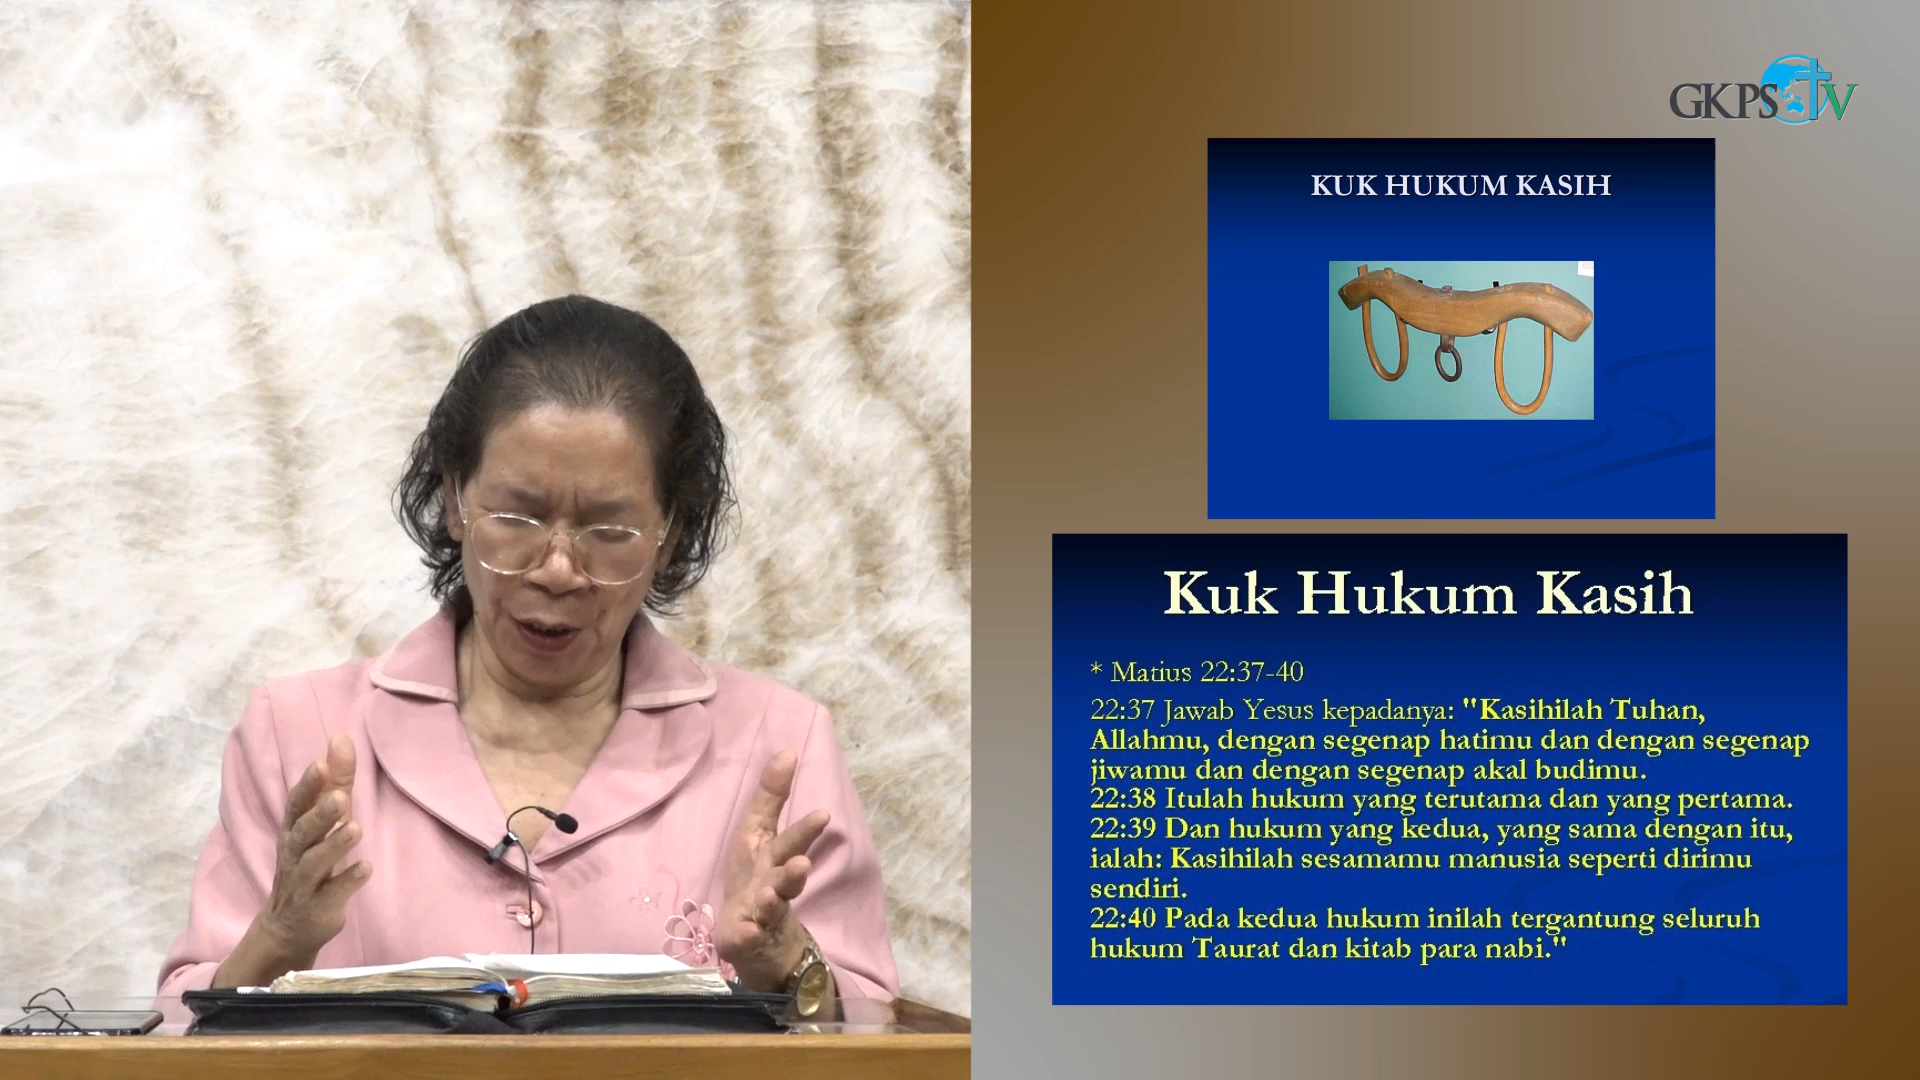 GKPS TV
KUK HUKUM KASIH
Kuk Hukum Kasih
* Matius 22:37-40
22:37 Jawab Yesus kepadanya: "Kasihilah Tuhan,
Allahmu, dengan segenap hatimu dan dengan segenap
jiwamu dan dengan segenap akal budimu.
22:38 Itulah hukum yang terutama dan yang pertama.
22:39 Dan hukum yang kedua, yang sama dengan itu,
ialah: Kasihilah sesamamu manusia seperti dirimu
sendiri.
22:40 Pada kedua hukum inilah tergantung seluruh
hukum Taurat dan kitab para nabi."